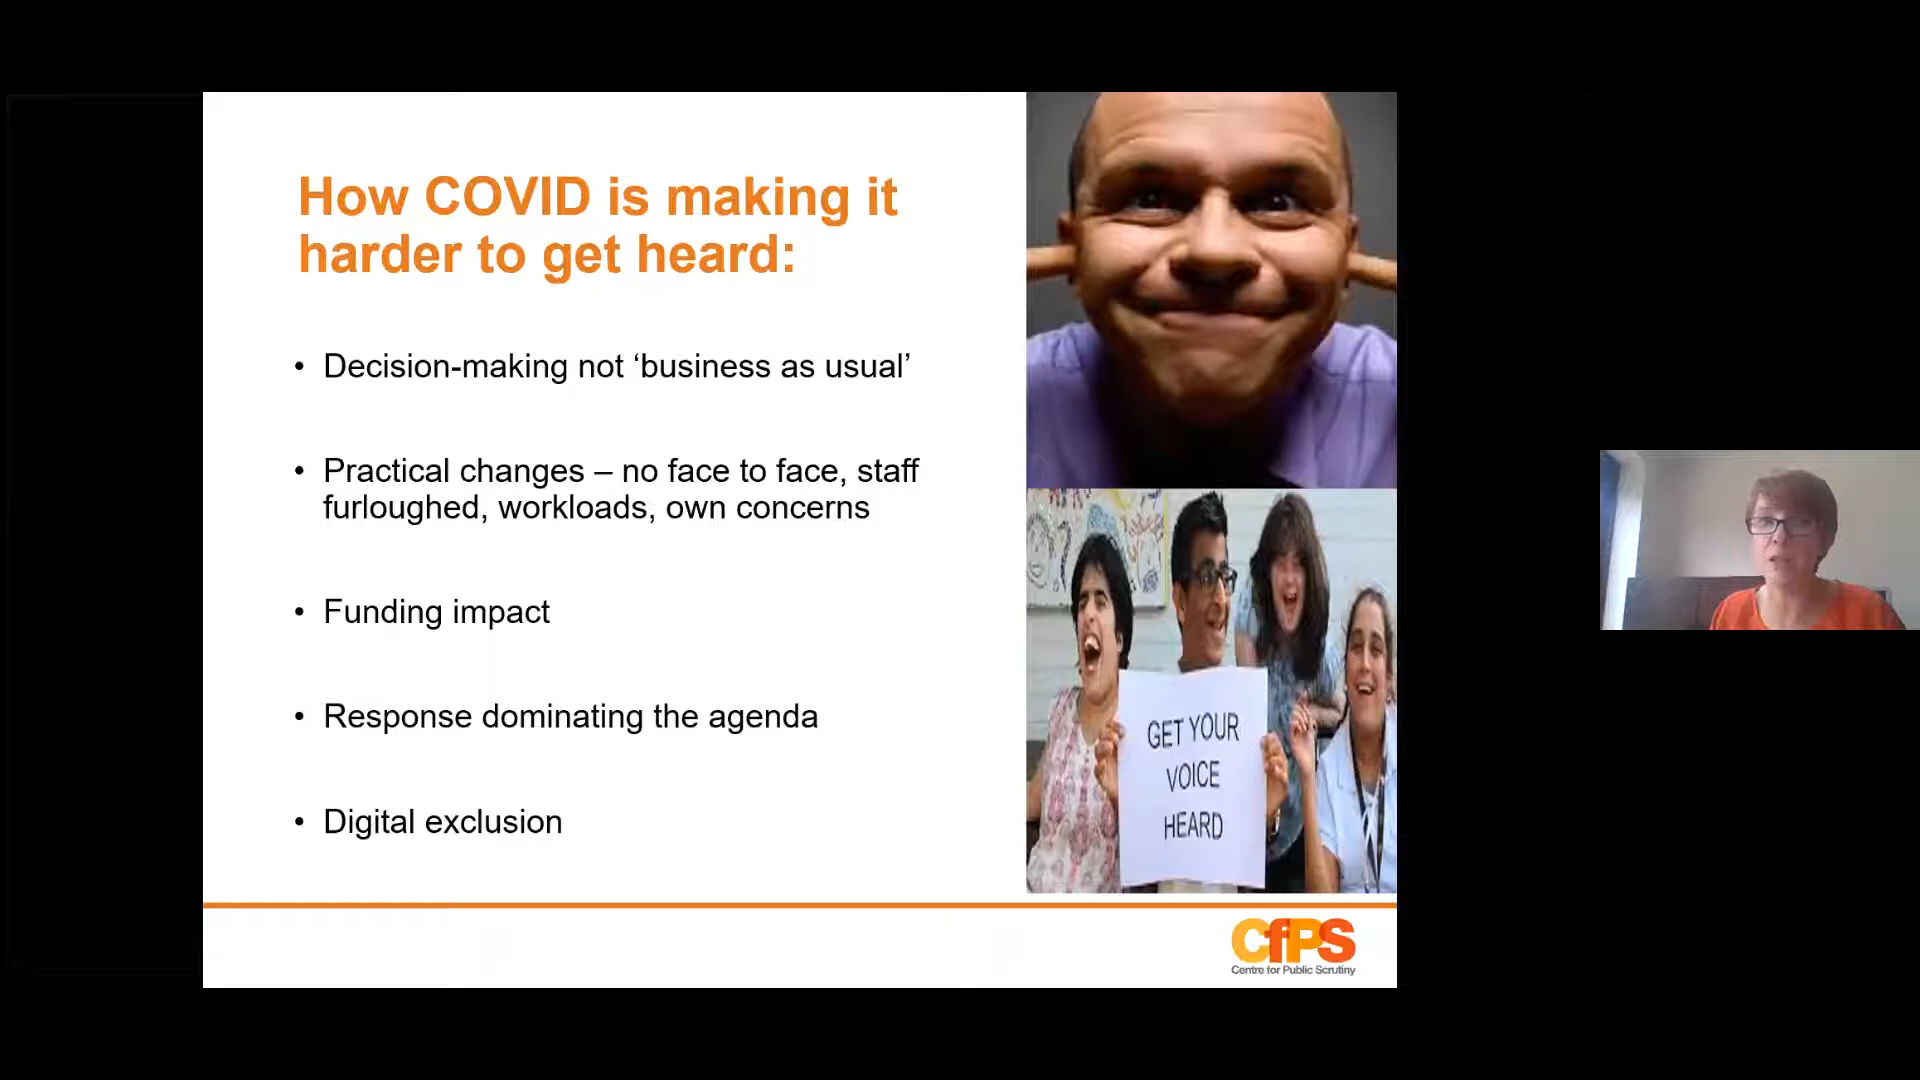 How COVID is making it
harder to get heard:
• Decision-making not ‘business as usual’
• Practical changes – no face to face, staff
furloughed, workloads, own concerns
• Funding impact
• Response dominating the agenda
• Digital exclusion
GET YOUR
VOICE
HEARD
CfPS
Centre for Public Scrutiny